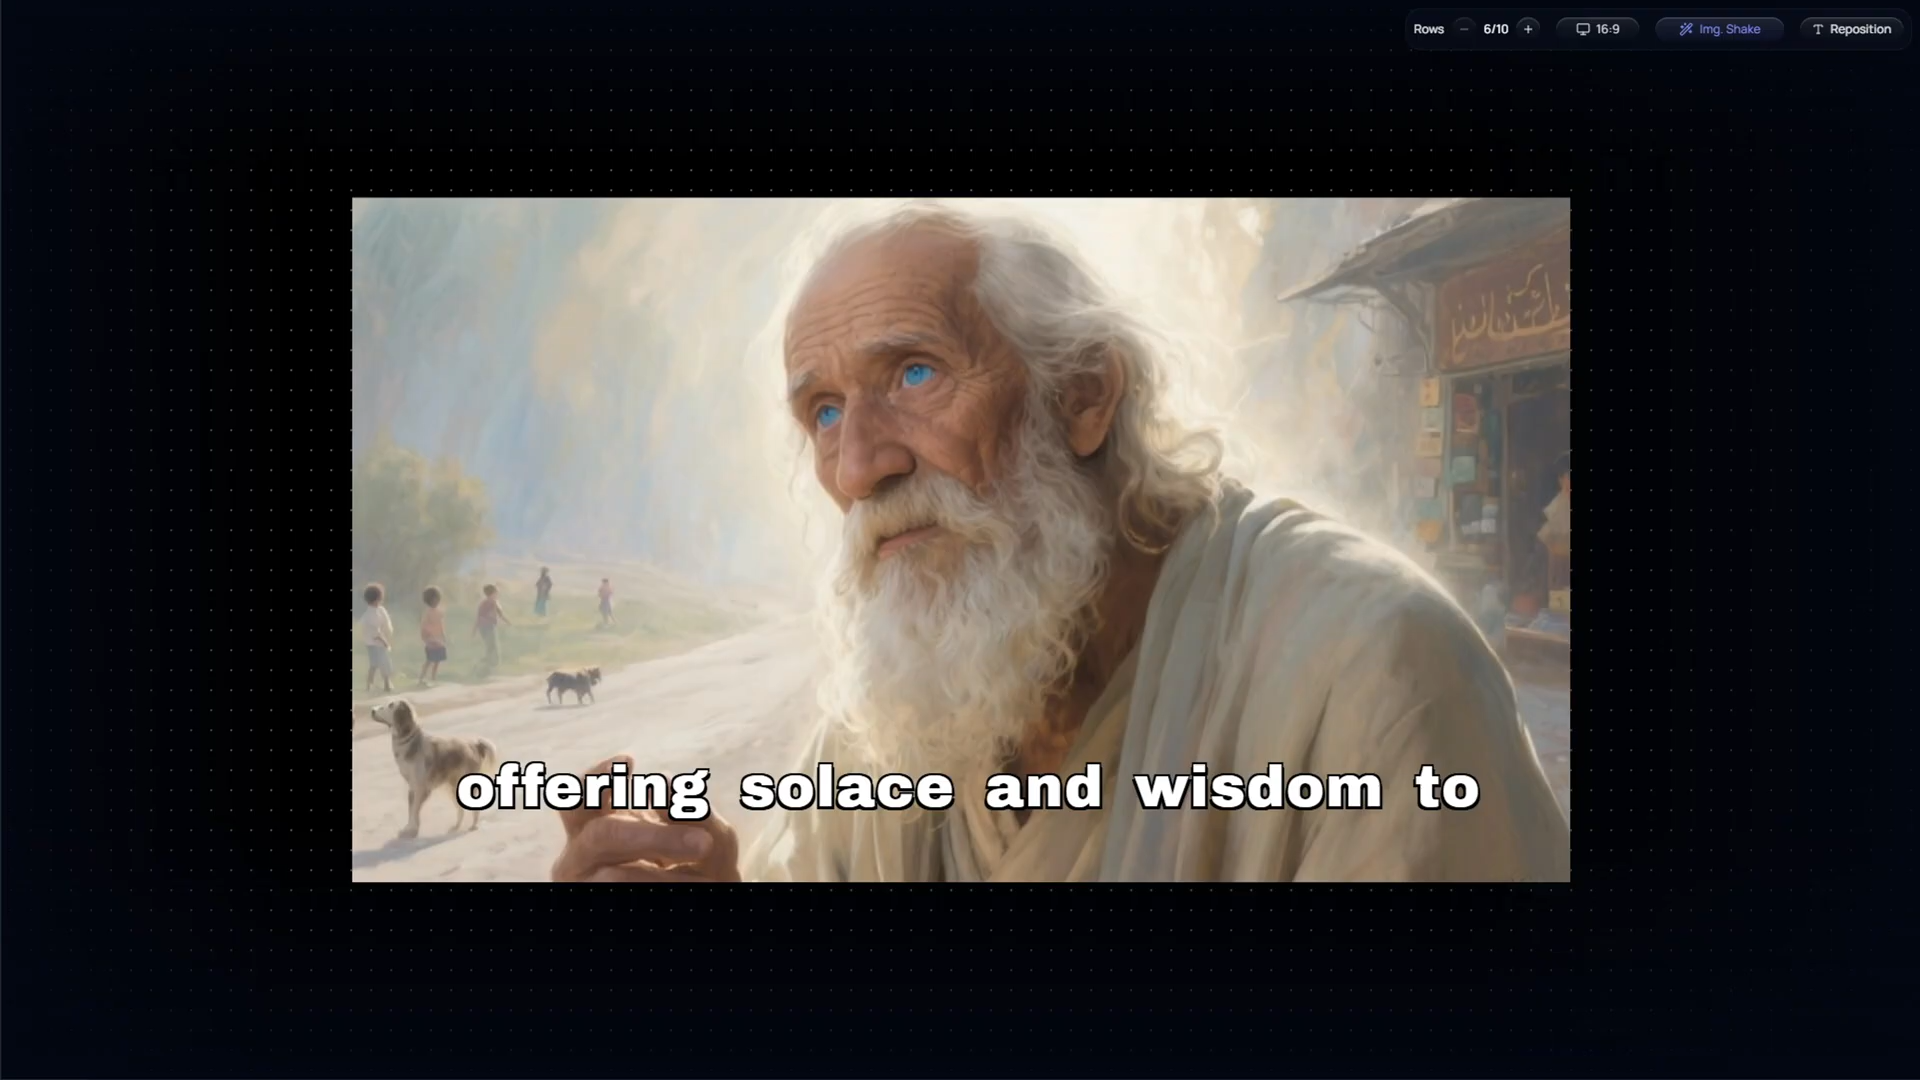 Rows 6/10 16:9 Img. Shake Reposition
offering solace and wisdom to